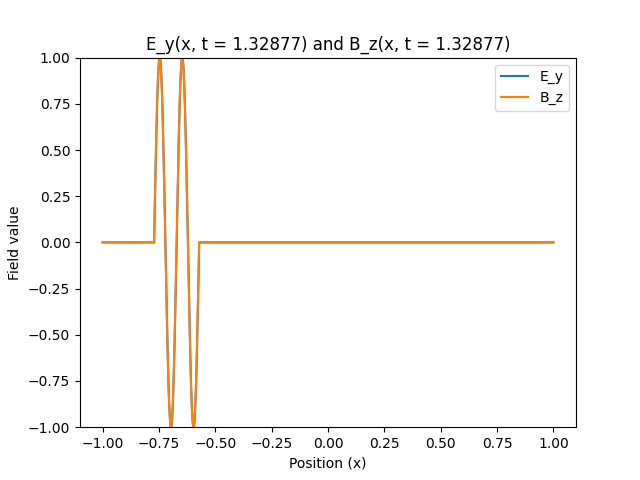 E_y(x, t = 1.32877) and B_z(x, t = 1.32877)
1.00
0.75
0.50
0.25
0.00
−0.25
−0.50
−0.75
−1.00
Field value
E_y
B_z
−1.00 −0.75 −0.50 −0.25 0.00 0.25 0.50 0.75 1.00
Position (x)